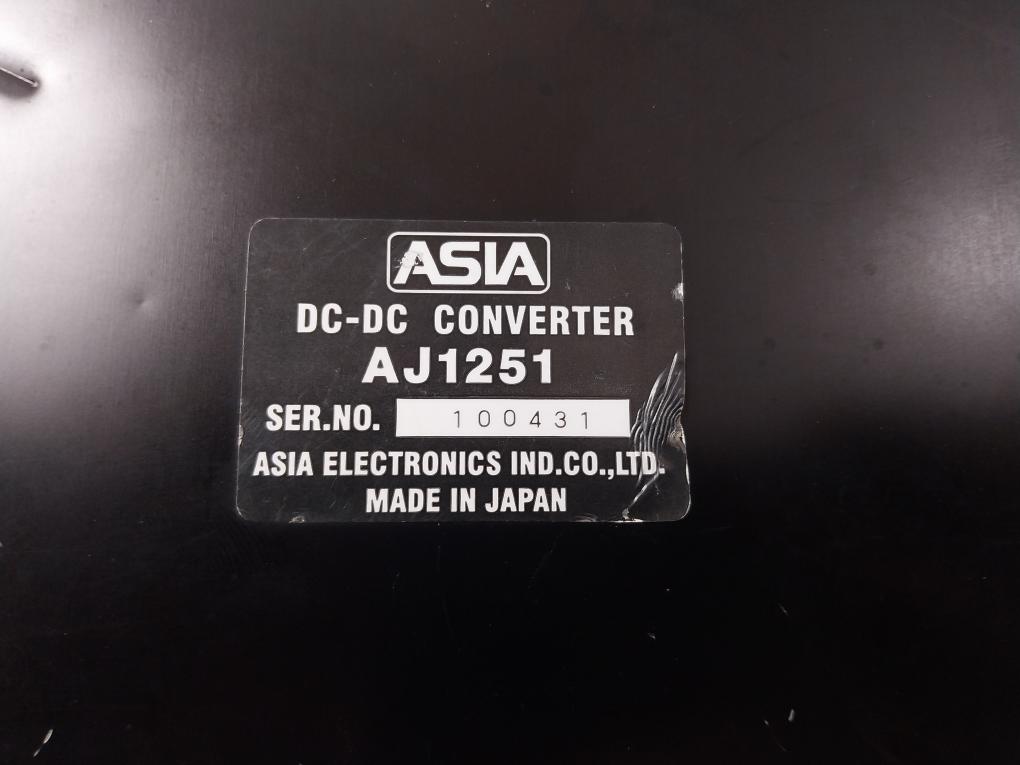 ASIA
DC-DC CONVERTER
AJ1251
SER.NO. 100431
ASIA ELECTRONICS IND.CO.,LTD.
MADE IN JAPAN